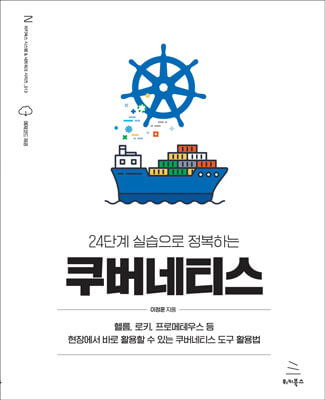 24단계 실습으로 정복하는
쿠버네티스
이정훈 지음
헬름, 로키, 프로메테우스 등
현장에서 바로 활용할 수 있는 쿠버네티스 도구 활용법
위키북스